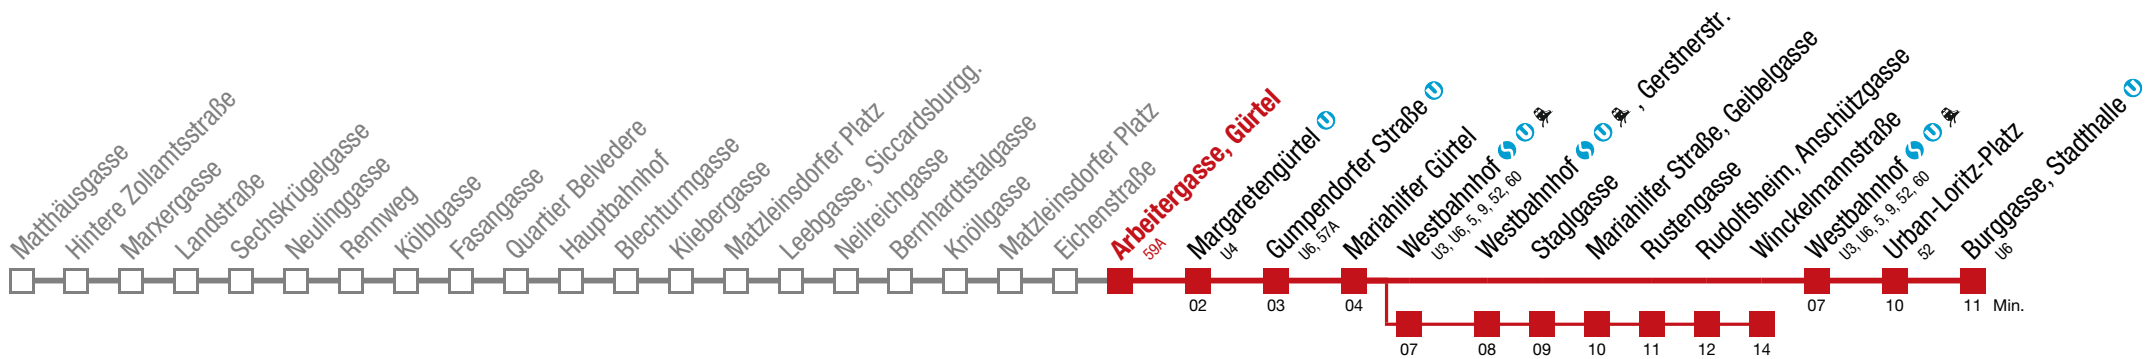 Matthäusgasse
Hintere Zollamtsstraße
Marxergasse
Landstraße
Sechskrügelgasse
Neulinggasse
Rennweg
Kölblgasse
Fasangasse
Quartier Belvedere
Hauptbahnhof
Blechturmgasse
Kliebergasse
Matzleinsdorfer Platz
Leebgasse, Siccardsburgg.
Neilreichgasse
Bernhardtstalgasse
Knöllgasse
Matzleinsdorfer Platz
Eichenstraße
Arbeitergasse, Gürtel
59A
Margaretengürtel U
U4
Gumpendorfer Straße U
U6, 57A
Mariahilfer Gürtel
Westbahnhof S U
U3, U6, 5, 9, 52, 60
Westbahnhof S U , Gerstnerstr.
Staglgasse
Mariahilfer Straße, Geibelgasse
Rustengasse
Rudolfsheim, Anschützgasse
Winckelmannstraße
Westbahnhof S U
U3, U6, 5, 9, 52, 60
Urban-Loritz-Platz
52
Burggasse, Stadthalle U
U6
02 03 04 07 10 11 Min.
07 08 09 10 11 12 14